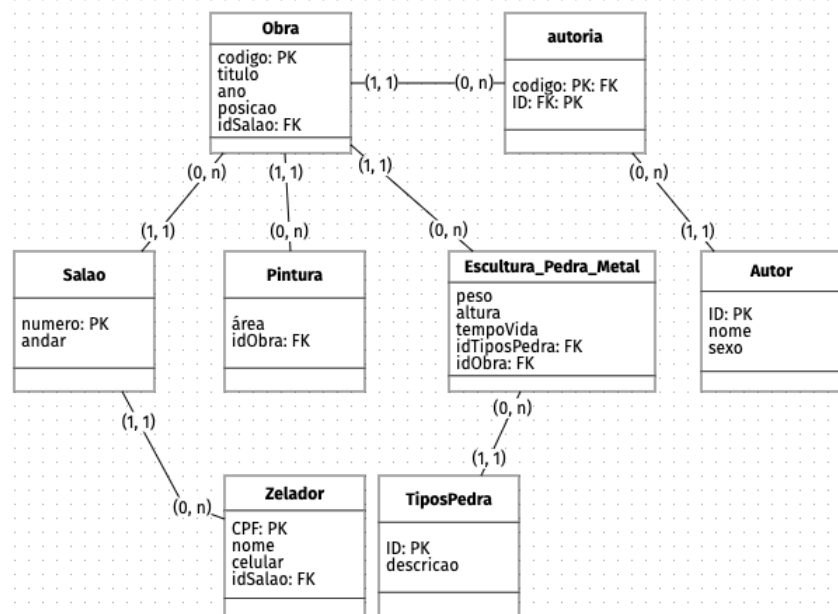 Obra
codigo: PK
titulo
ano
posicao
idSalao: FK
autoria
codigo: PK: FK
ID: FK: PK
(1, 1)
(0, n)
(0, n)
(1, 1)
(1, 1)
(0, n)
(1, 1)
(0, n)
(0, n)
(1, 1)
Salao
numero: PK
andar
Pintura
área
idObra: FK
Escultura_Pedra_Metal
peso
altura
tempoVida
idTiposPedra: FK
idObra: FK
Autor
ID: PK
nome
sexo
(1, 1)
(0, n)
(0, n)
(1, 1)
Zelador
CPF: PK
nome
celular
idSalao: FK
TiposPedra
ID: PK
descricao